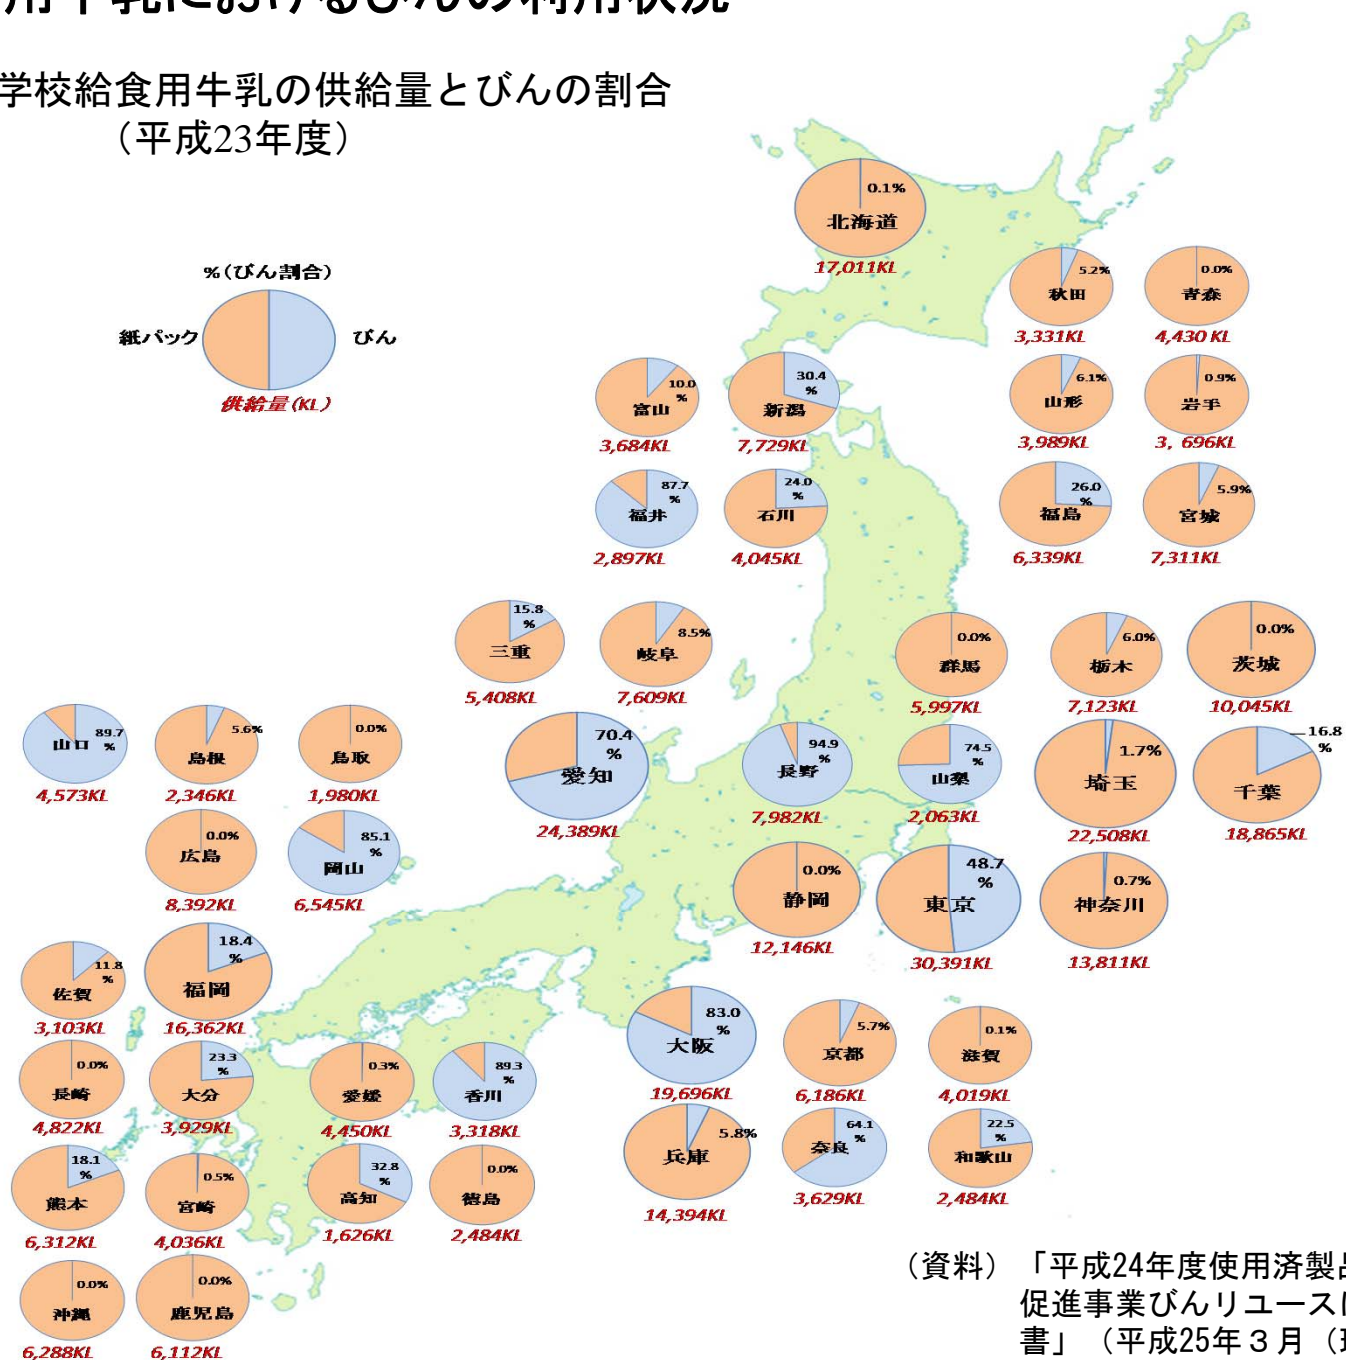 用牛乳におけるびんの利用状況
学校給食用牛乳の供給量とびんの割合
（平成23年度）
%(びん割合)
紙パック
びん
供給量(KL)
0.1%
北海道
17,011KL
5.2%
秋田
3,331KL
0.0%
青森
4,430 KL
10.0
%
富山
3,684KL
30.4
%
新潟
7,729KL
6.1%
山形
3,989KL
0.9%
岩手
3, 696KL
87.7
%
福井
2,897KL
24.0
%
石川
4,045KL
26.0
%
福島
6,339KL
5.9%
宮城
7,311KL
15.8
%
三重
5,408KL
8.5%
岐阜
7,609KL
0.0%
群馬
5,997KL
6.0%
栃木
7,123KL
0.0%
茨城
10,045KL
89.7
%
山口
4,573KL
5.6%
島根
2,346KL
0.0%
鳥取
1,980KL
70.4
%
愛知
24,389KL
94.9
%
長野
7,982KL
74.5
%
山梨
2,063KL
1.7%
埼玉
22,508KL
16.8
%
千葉
18,865KL
0.0%
広島
8,392KL
85.1
%
岡山
6,545KL
0.0%
静岡
12,146KL
48.7
%
東京
30,391KL
0.7%
神奈川
13,811KL
11.8
%
佐賀
3,103KL
18.4
%
福岡
16,362KL
83.0
%
大阪
19,696KL
5.7%
京都
6,186KL
0.1%
滋賀
4,019KL
0.0%
長崎
4,822KL
23.3
%
大分
3,929KL
0.3%
愛媛
4,450KL
89.3
%
香川
3,318KL
5.8%
兵庫
14,394KL
64.1
%
奈良
3,629KL
22.5
%
和歌山
2,484KL
18.1
%
熊本
6,312KL
0.5%
宮崎
4,036KL
32.8
%
高知
1,626KL
0.0%
徳島
2,484KL
0.0%
沖縄
6,288KL
0.0%
鹿児島
6,112KL
（資料）「平成24年度使用済製品
促進事業びんリユースに
書」（平成25年３月（環